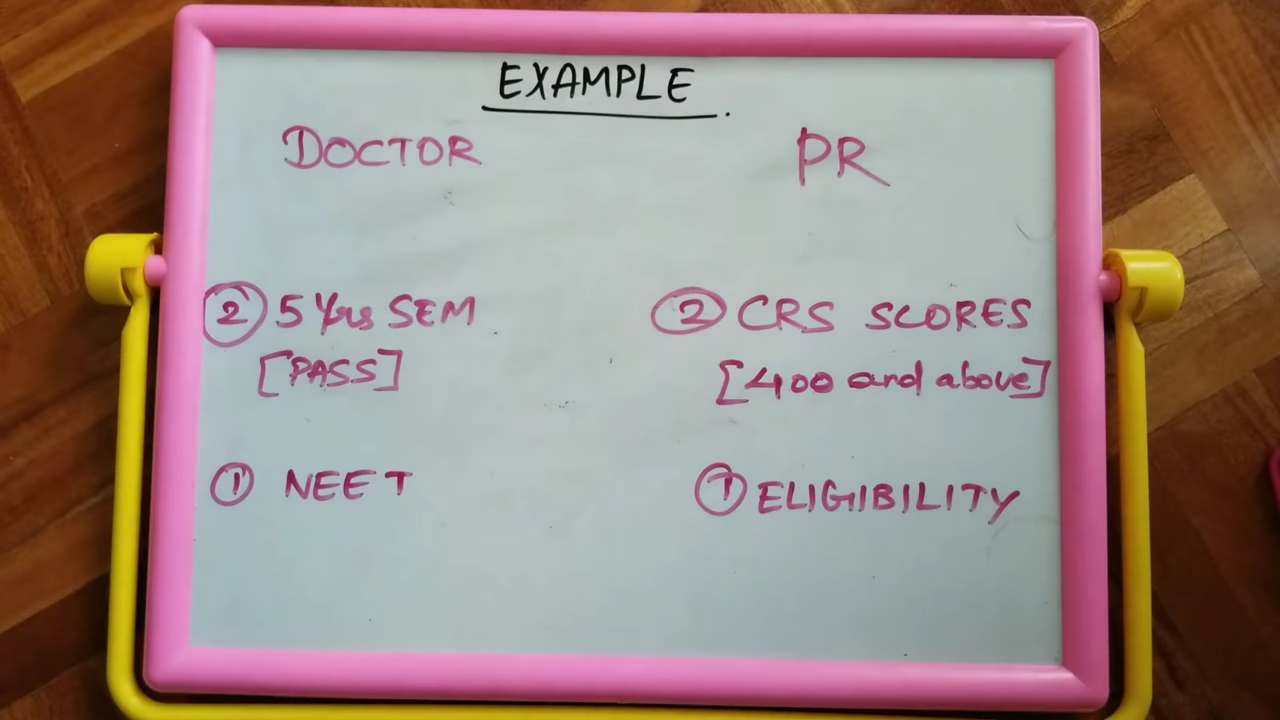 EXAMPLE.
DOCTOR
PR
② 5 Yrs SEM
[PASS]
② CRS SCORES
[400 and above]
① NEET
① ELIGIBILITY